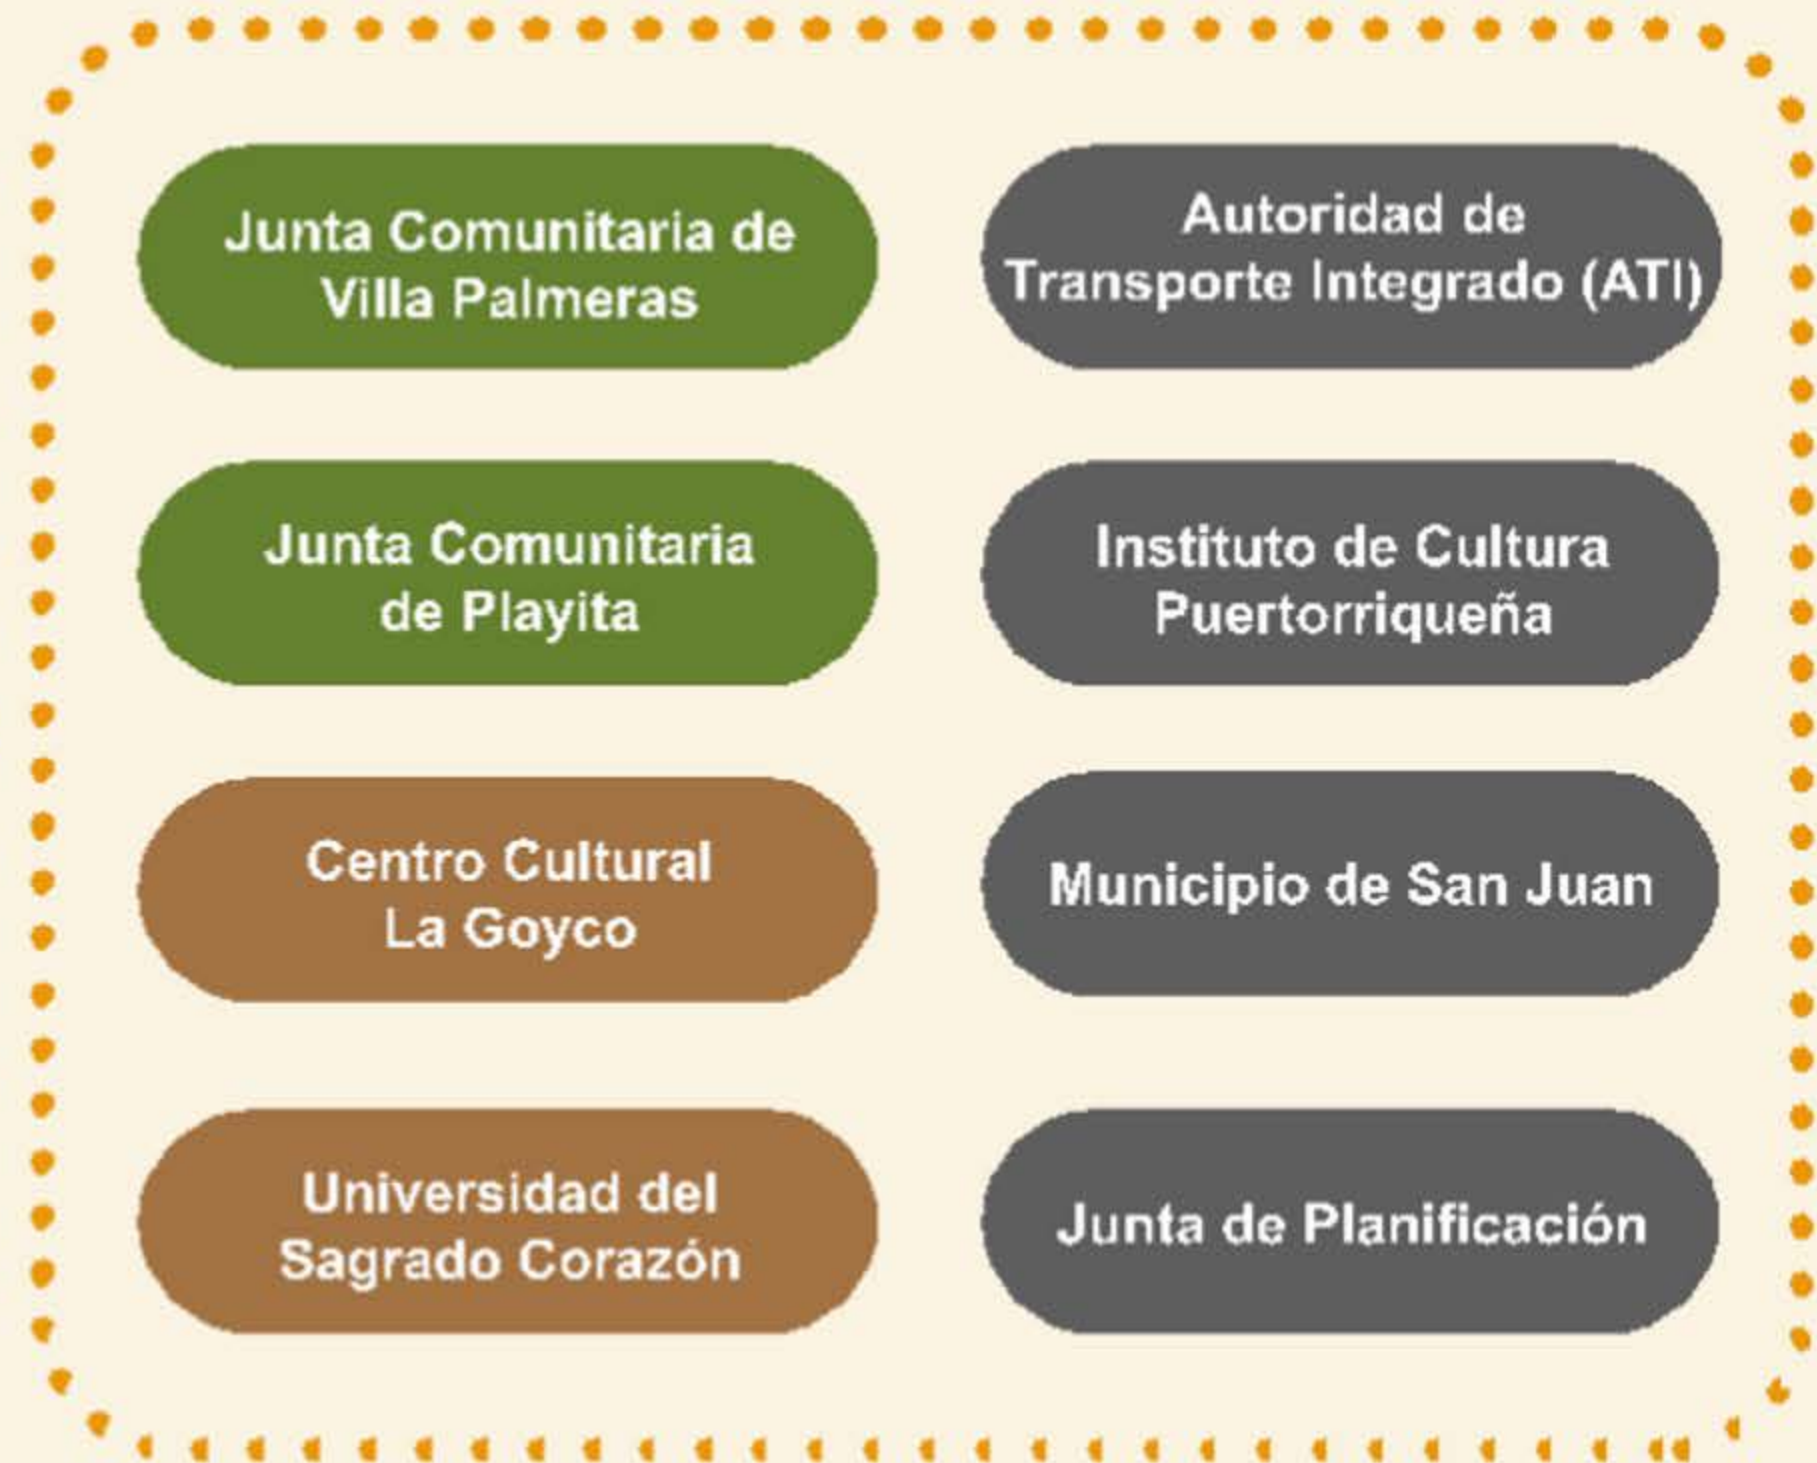 Junta Comunitaria de
Villa Palmeras
Autoridad de
Transporte Integrado (ATI)
Junta Comunitaria
de Playita
Instituto de Cultura
Puertorriqueña
Centro Cultural
La Goyco
Municipio de San Juan
Universidad del
Sagrado Corazón
Junta de Planificación